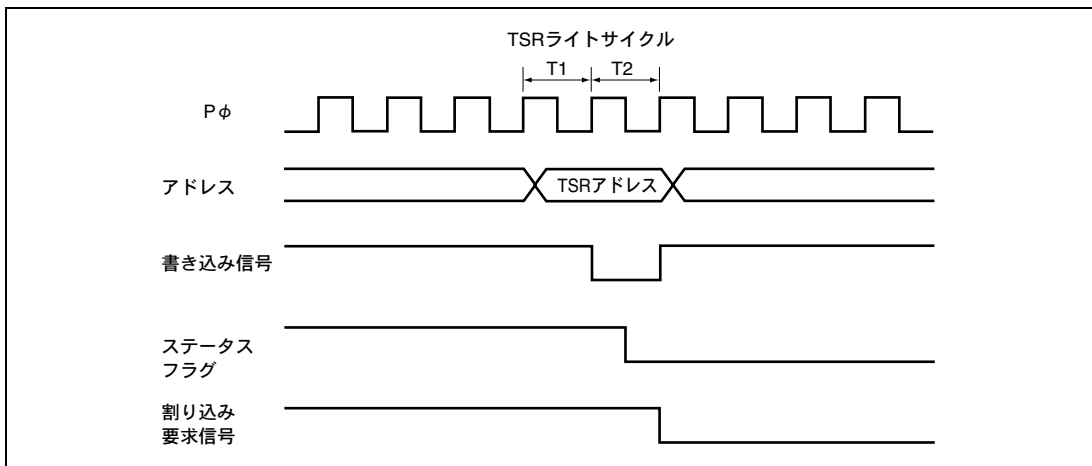 TSRライトサイクル
T1 T2
Pφ
アドレス
TSRアドレス
書き込み信号
ステータス
フラグ
割り込み
要求信号